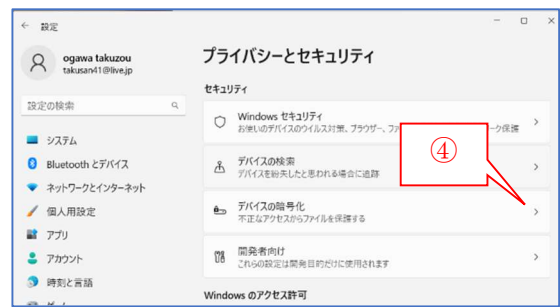 ← 設定
ogawa takuzou
takusan41@live.jp
設定の検索
システム
Bluetooth とデバイス
ネットワークとインターネット
個人用設定
アプリ
アカウント
時刻と言語
プライバシーとセキュリティ
セキュリティ
Windows セキュリティ
お使いのデバイスのウイルス対策、ブラウザー、ファ ーク保護
④
デバイスの検索
デバイスを紛失したと思われる場合に追跡
デバイスの暗号化
不正なアクセスからファイルを保護する
開発者向け
これらの設定は開発目的だけに使用されます
Windows のアクセス許可